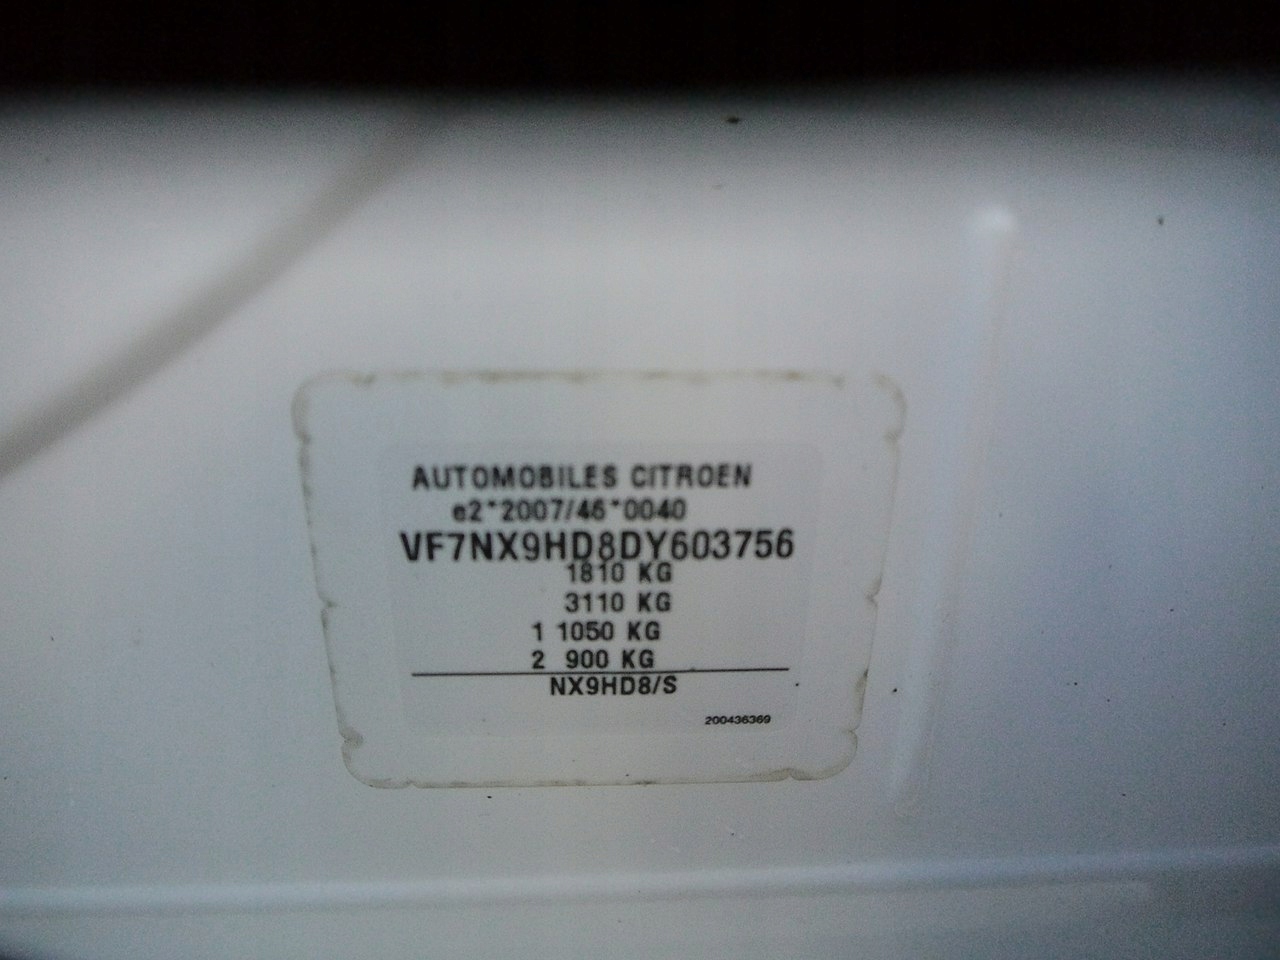 AUTOMOBILES CITROEN
e2*2007/46*0040
VF7NX9HD8DY603756
1810 KG
3110 KG
1 1050 KG
2 900 KG
NX9HD8/S
200436369